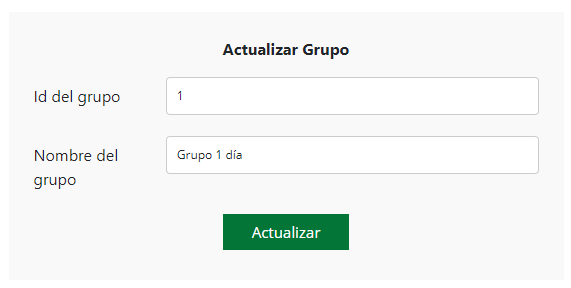 Actualizar Grupo
Id del grupo
1
Nombre del
grupo
Grupo 1 día
Actualizar